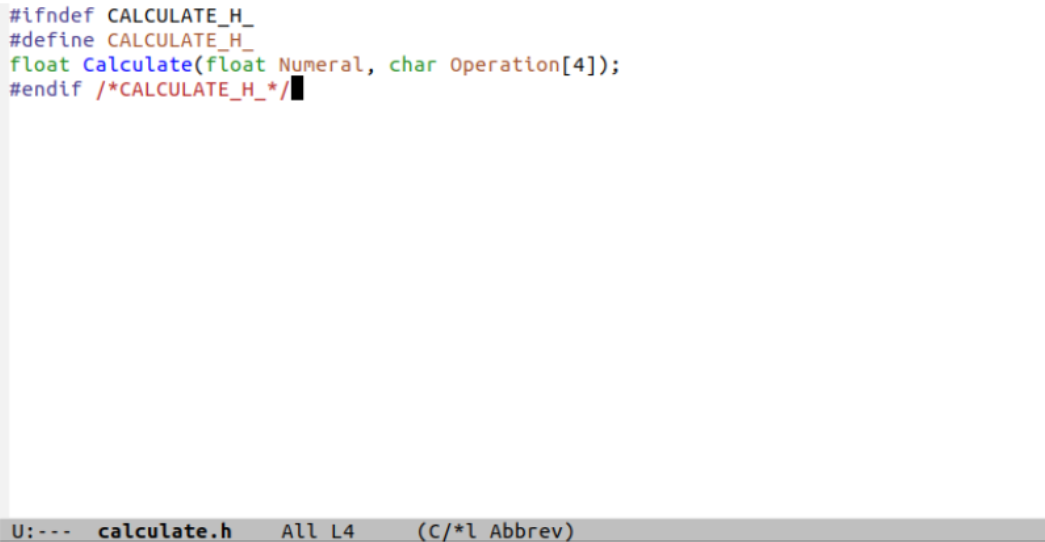 #ifndef CALCULATE_H_
#define CALCULATE_H_
float Calculate(float Numeral, char Operation[4]);
#endif /*CALCULATE_H_*/
U:--- calculate.h All L4 (C/*l Abbrev)